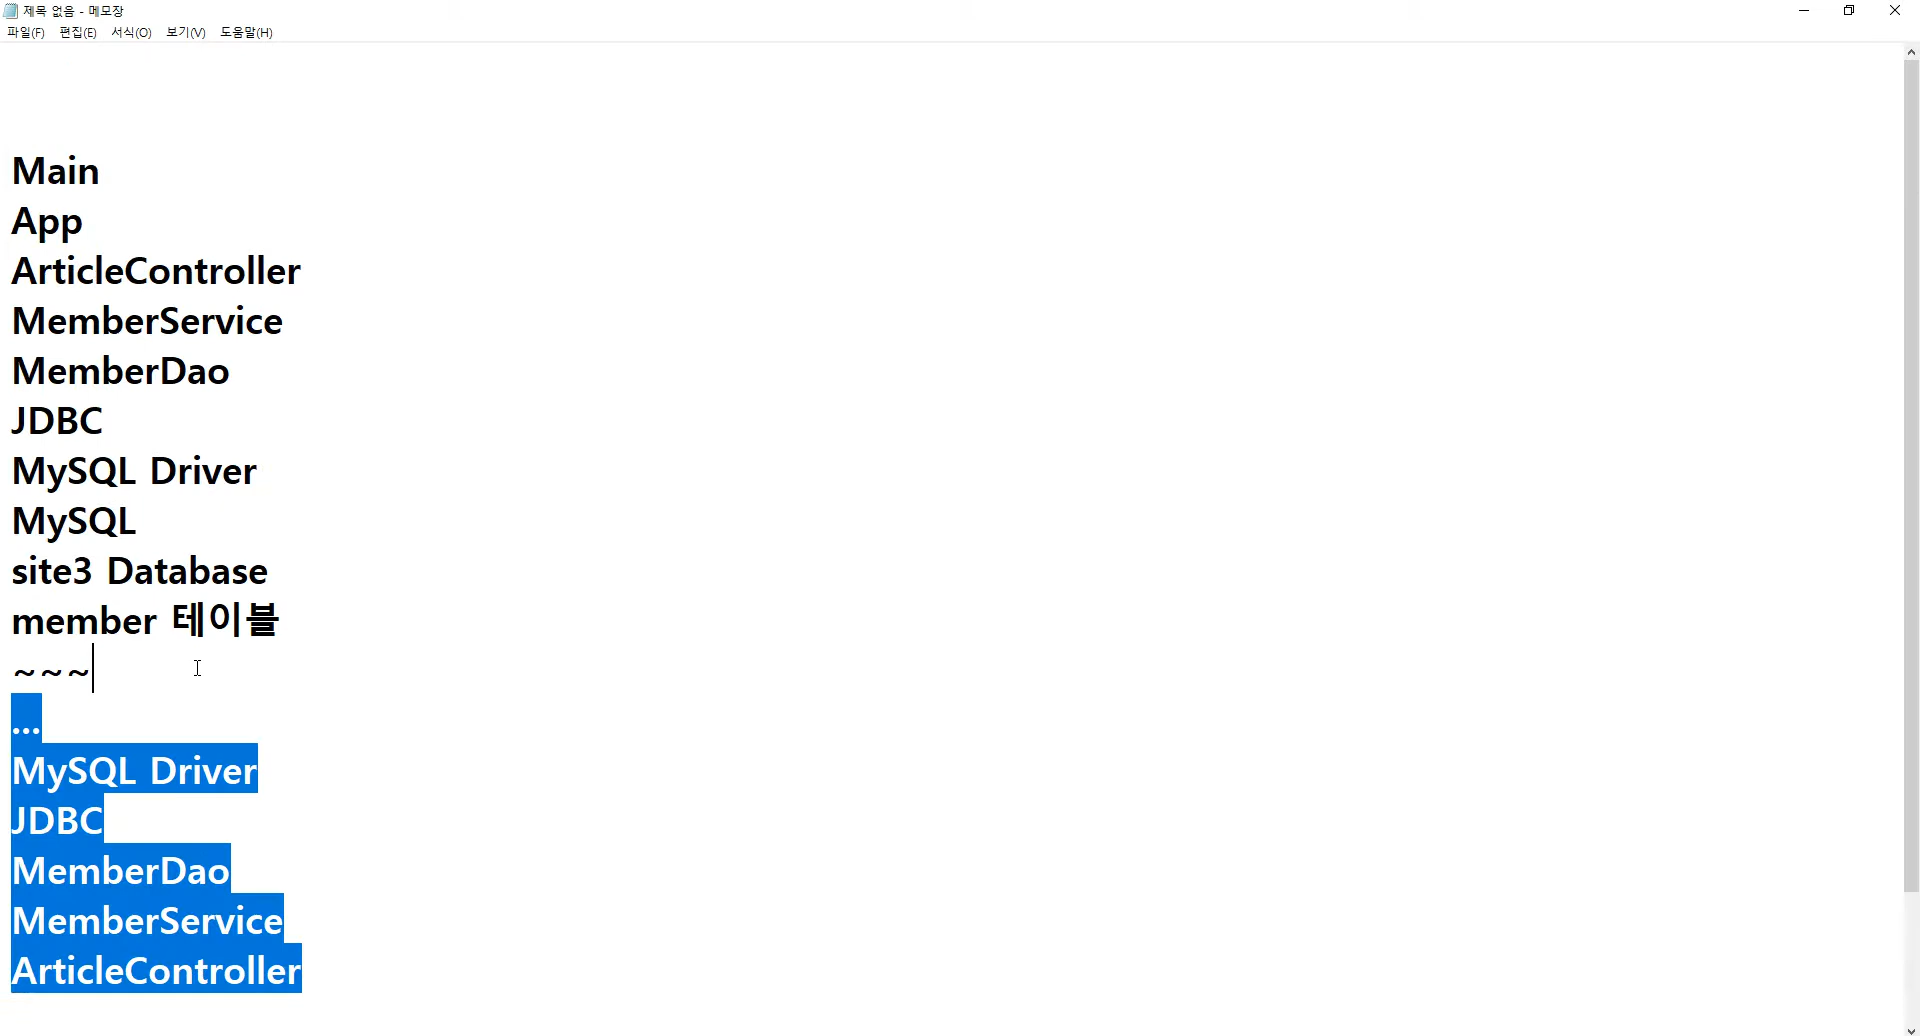 제목 없음 - 메모장
파일(F) 편집(E) 서식(O) 보기(V) 도움말(H)
Main
App
ArticleController
MemberService
MemberDao
JDBC
MySQL Driver
MySQL
site3 Database
member 테이블
~~~
...
MySQL Driver
JDBC
MemberDao
MemberService
ArticleController